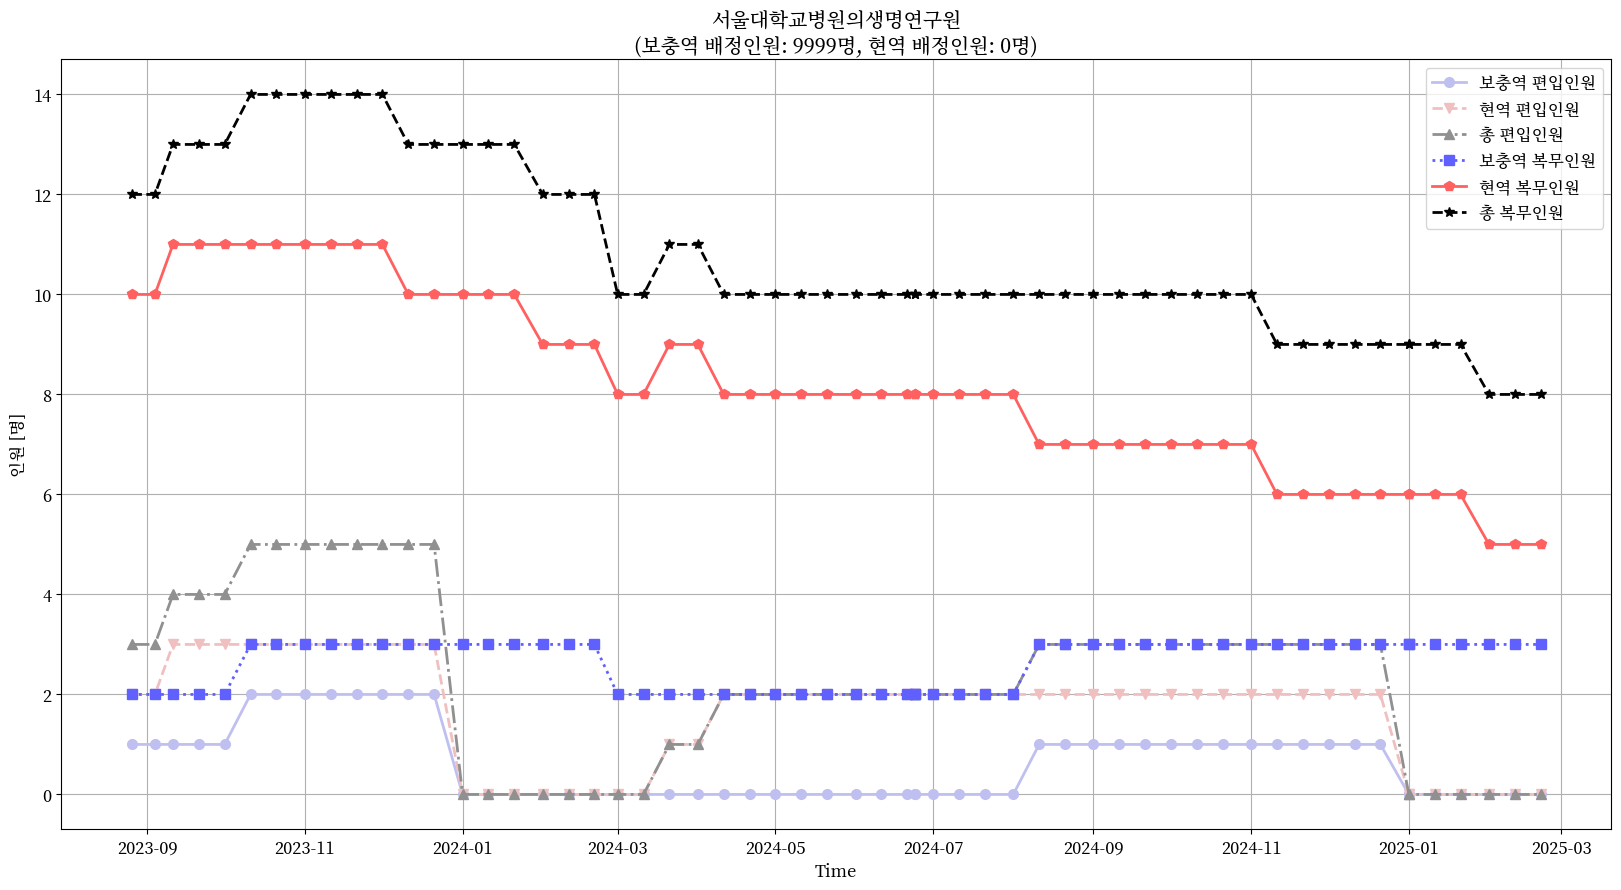 서울대학교병원의생명연구원
(보충역 배정인원: 9999명, 현역 배정인원: 0명)
보충역 편입인원
현역 편입인원
총 편입인원
보충역 복무인원
현역 복무인원
총 복무인원
인원 [명]
14
12
10
8
6
4
2
0
2023-09
2023-11
2024-01
2024-03
2024-05
2024-07
2024-09
2024-11
2025-01
2025-03
Time